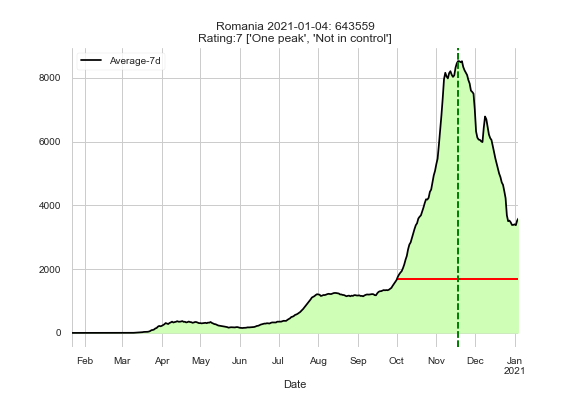 Romania 2021-01-04: 643559
Rating:7 ['One peak', 'Not in control']
Average-7d
8000
6000
4000
2000
0
Feb Mar Apr May Jun Jul Aug Sep Oct Nov Dec Jan
2021
Date